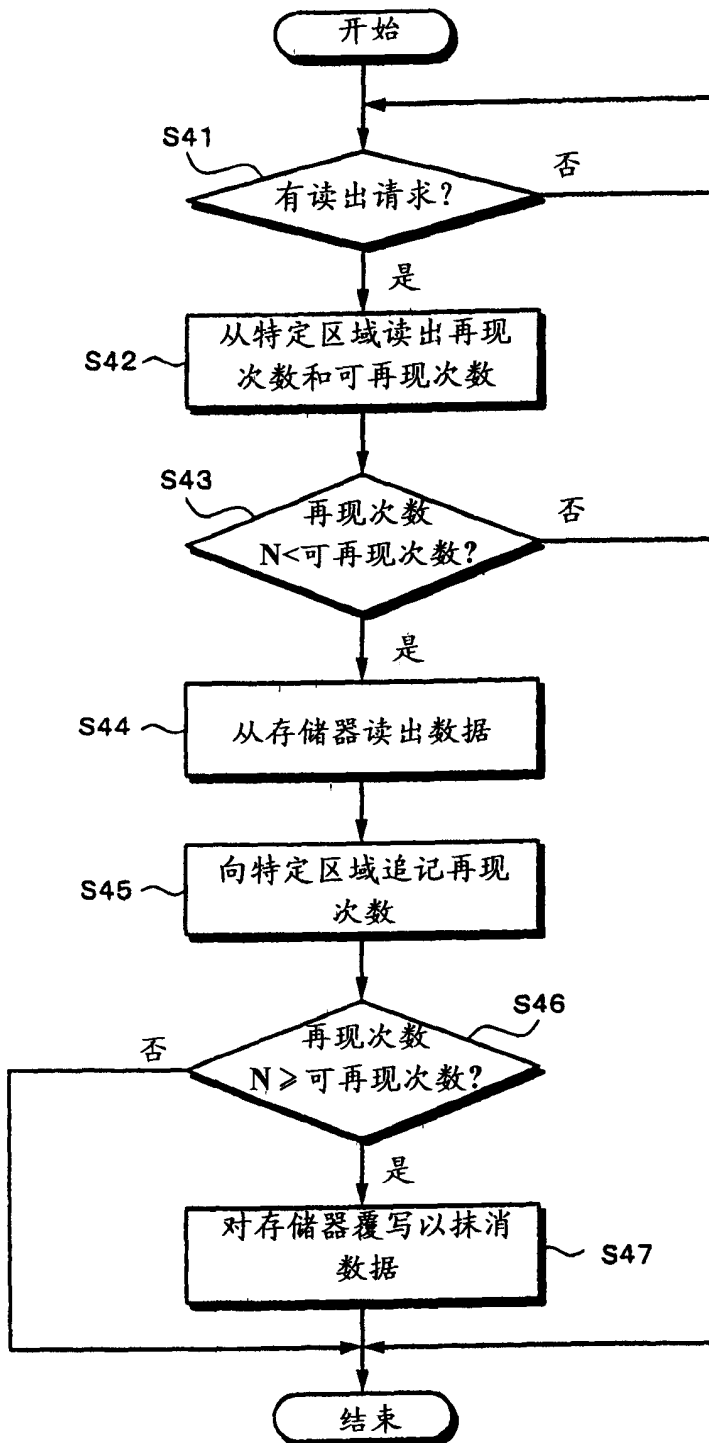 开始
S41
有读出请求?
否
是
S42
从特定区域读出再现
次数和可再现次数
S43
再现次数
N<可再现次数?
否
是
S44
从存储器读出数据
S45
向特定区域追记再现
次数
S46
再现次数
N≥可再现次数?
否
是
对存储器覆写以抹消
数据
S47
结束